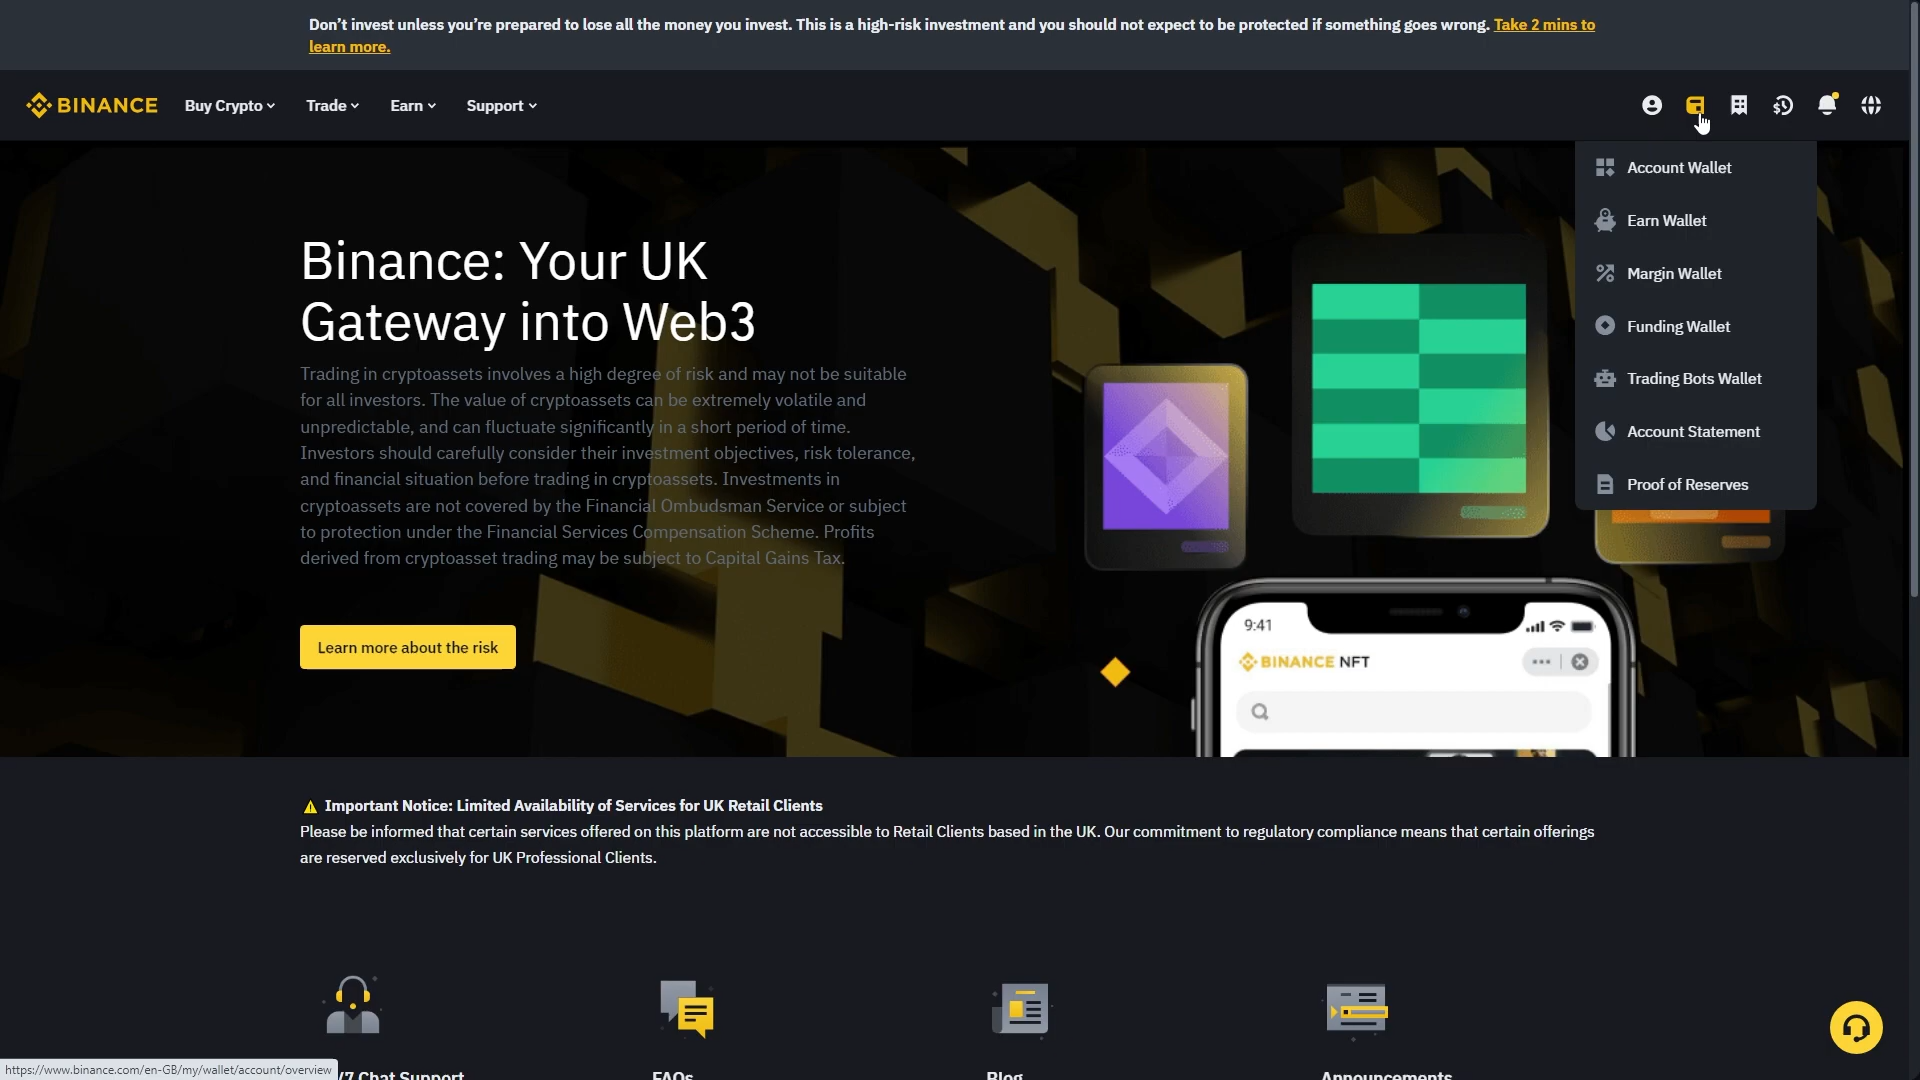 Don’t invest unless you’re prepared to lose all the money you invest. This is a high-risk investment and you should not expect to be protected if something goes wrong. Take 2 mins to
learn more.
BINANCE
Buy Crypto
Trade
Earn
Support
Account Wallet
Earn Wallet
Margin Wallet
Funding Wallet
Trading Bots Wallet
Account Statement
Proof of Reserves
Binance: Your UK
Gateway into Web3
Trading in cryptoassets involves a high degree of risk and may not be suitable
for all investors. The value of cryptoassets can be extremely volatile and
unpredictable, and can fluctuate significantly in a short period of time.
Investors should carefully consider their investment objectives, risk tolerance,
and financial situation before trading in cryptoassets. Investments in
cryptoassets are not covered by the Financial Ombudsman Service or subject
to protection under the Financial Services Compensation Scheme. Profits
derived from cryptoasset trading may be subject to Capital Gains Tax.
Learn more about the risk
9:41
BINANCE NFT
Important Notice: Limited Availability of Services for UK Retail Clients
Please be informed that certain services offered on this platform are not accessible to Retail Clients based in the UK. Our commitment to regulatory compliance means that certain offerings
are reserved exclusively for UK Professional Clients.
/7 Chat Support
FAQs
Blog
Announcements
https://www.binance.com/en-GB/my/wallet/account/overview